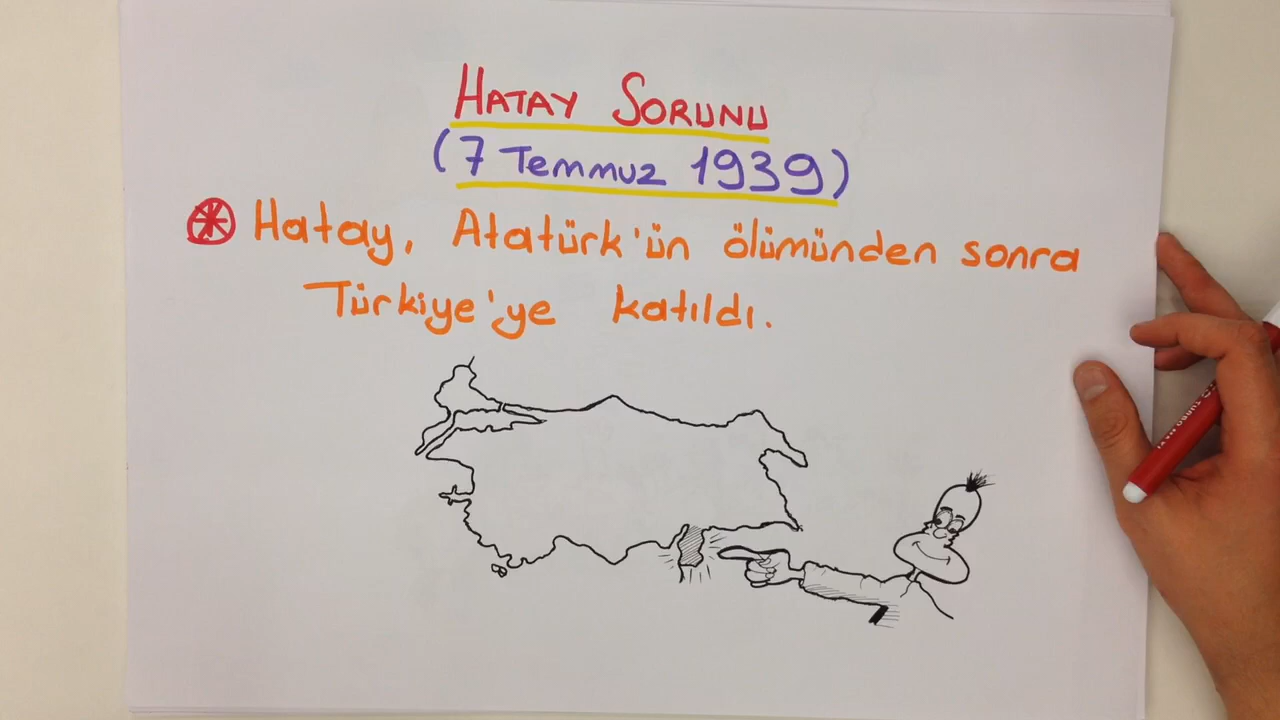 HATAY SORUNU
(7 Temmuz 1939)
Hatay, Atatürk'ün ölümünden sonra
Türkiye'ye katıldı.